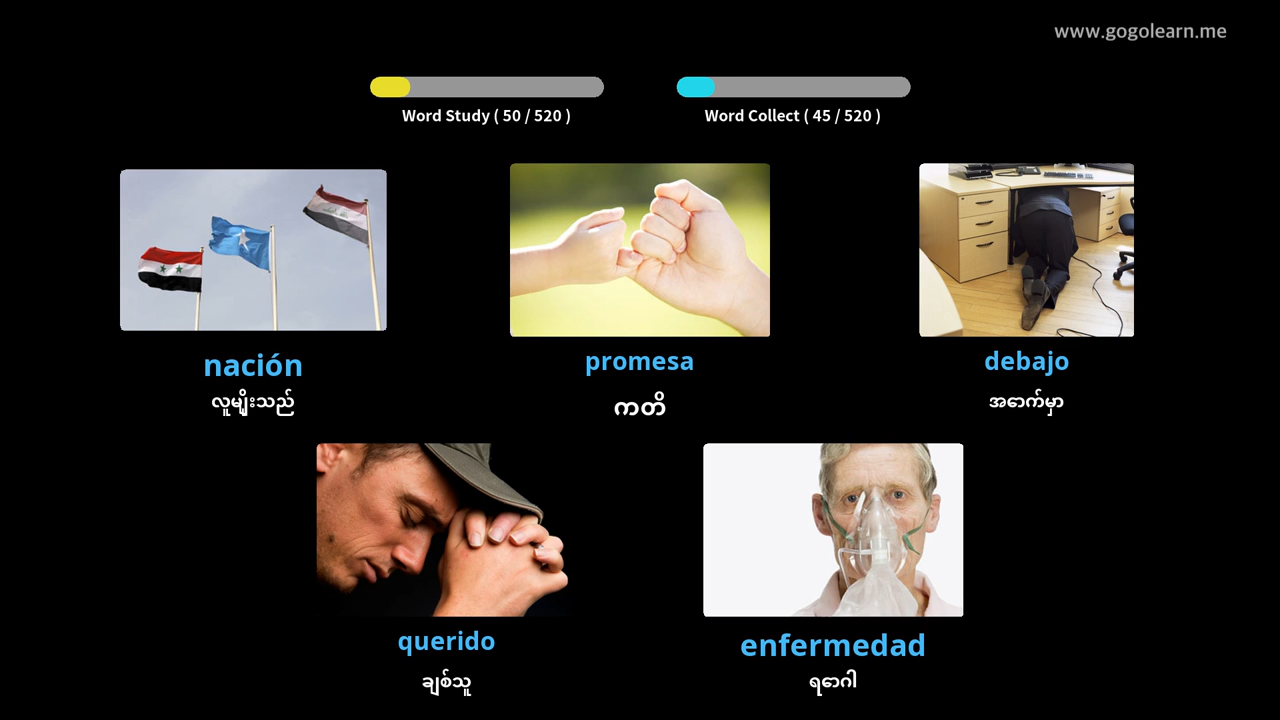 www.gogolearn.me
Word Study ( 50 / 520 )
Word Collect ( 45 / 520 )
nación
လူမျိုးသည်
promesa
ကတိ
debajo
အောက်မှာ
querido
ချစ်သူ
enfermedad
ရောဂါ